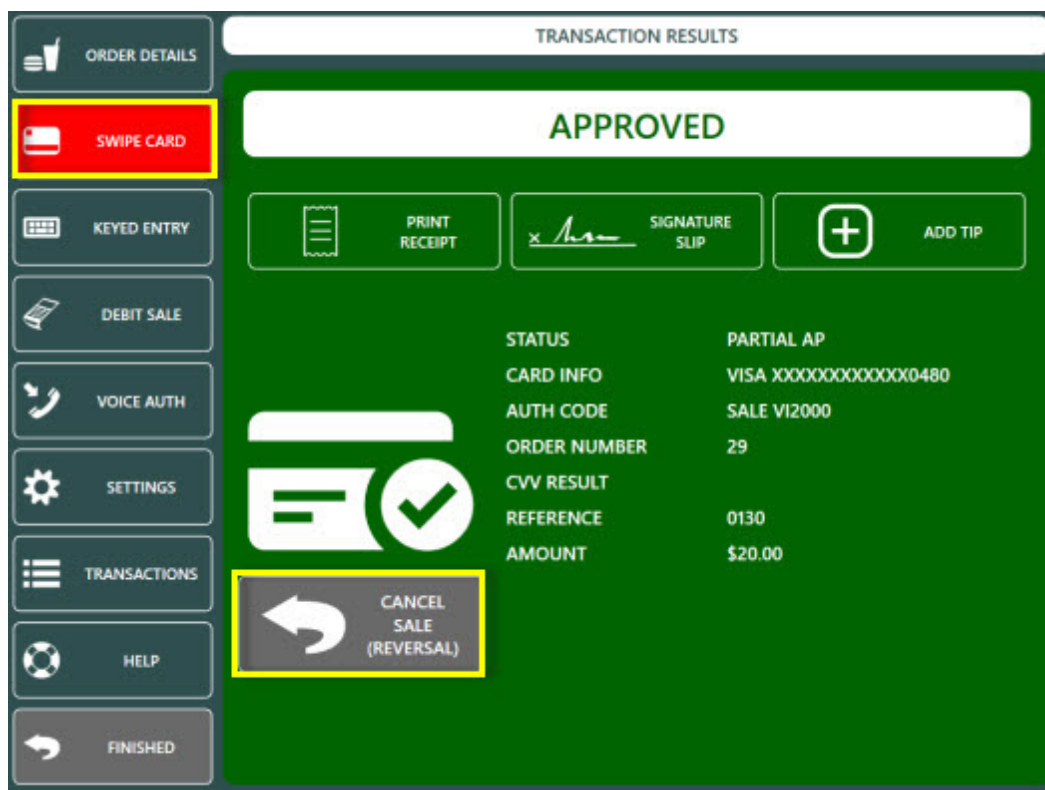 ORDER DETAILS
SWIPE CARD
KEYED ENTRY
DEBIT SALE
VOICE AUTH
SETTINGS
TRANSACTIONS
HELP
FINISHED
TRANSACTION RESULTS
APPROVED
PRINT
RECEIPT
SIGNATURE
SLIP
ADD TIP
STATUS PARTIAL AP
CARD INFO VISA XXXXXXXXXXXX0480
AUTH CODE SALE VI2000
ORDER NUMBER 29
CVV RESULT
REFERENCE 0130
AMOUNT $20.00
CANCEL
SALE
(REVERSAL)